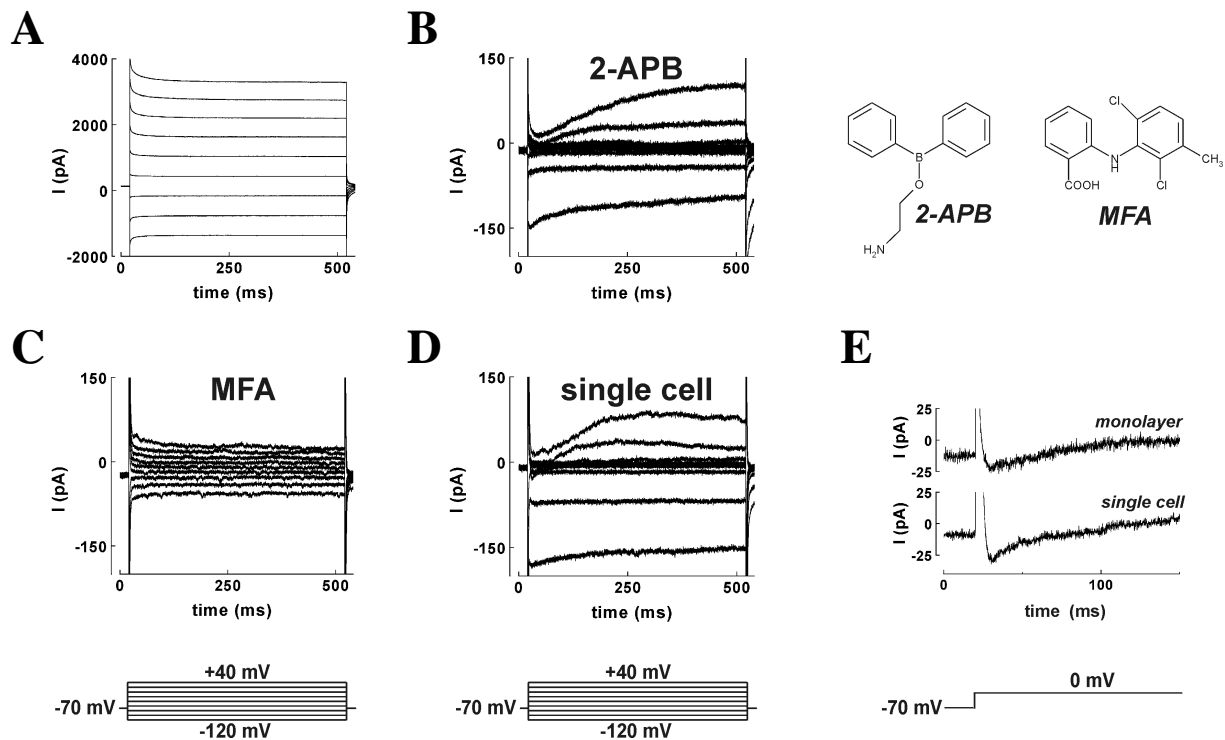 A
4000
2000
0
-2000
I (pA)
0
250
500
time (ms)
B
2-APB
150
0
-150
I (pA)
0
250
500
time (ms)
B
O
H2N
2-APB
Cl
N
H
COOH
Cl
CH3
MFA
C
MFA
150
0
-150
I (pA)
0
250
500
time (ms)
D
single cell
150
0
-150
I (pA)
0
250
500
time (ms)
E
monolayer
25
0
-25
I (pA)
single cell
25
0
-25
I (pA)
0
100
time (ms)
+40 mV
-70 mV
-120 mV
+40 mV
-70 mV
-120 mV
0 mV
-70 mV